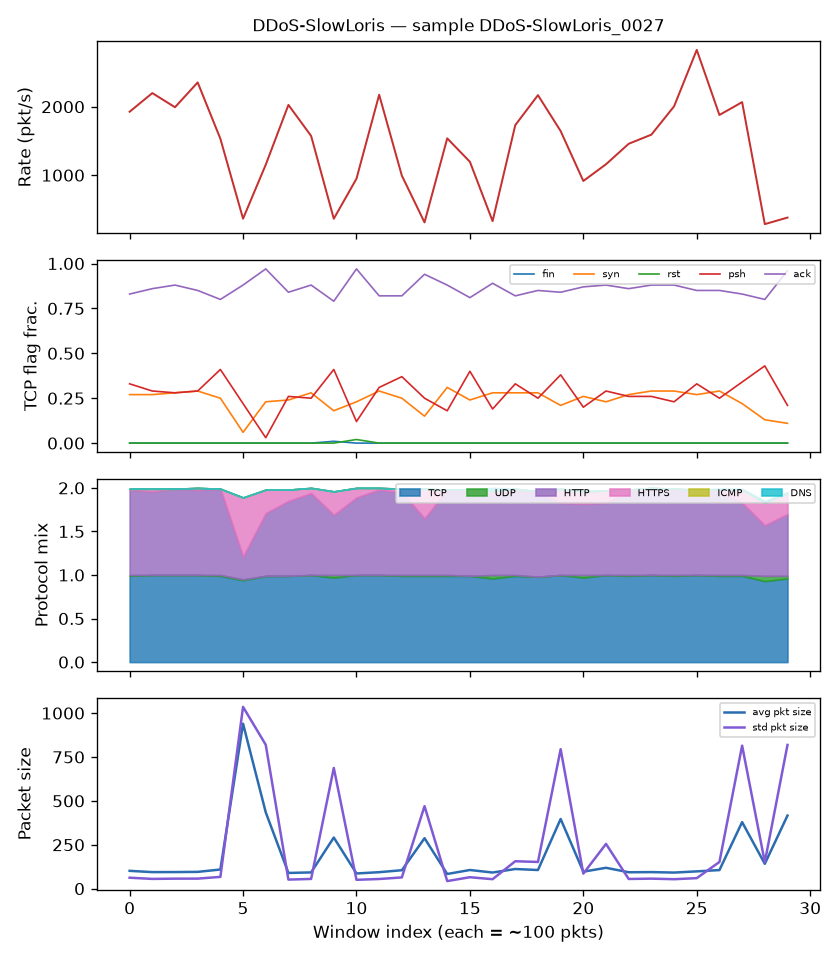 DDoS-SlowLoris — sample DDoS-SlowLoris_0027
Rate (pkt/s)
2000
1000
TCP flag frac.
1.00
0.75
0.50
0.25
0.00
fin syn rst psh ack
Protocol mix
2.0
1.5
1.0
0.5
0.0
TCP UDP HTTP HTTPS ICMP DNS
Packet size
1000
750
500
250
0
avg pkt size
std pkt size
0 5 10 15 20 25 30
Window index (each = ~100 pkts)